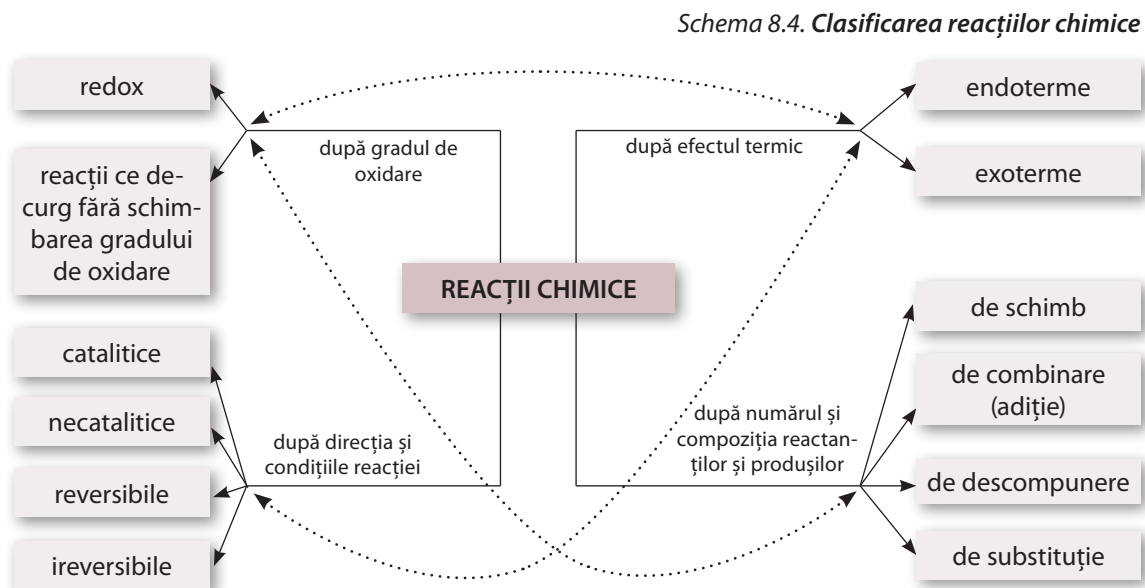 Schema 8.4. Clasificarea reacțiilor chimice
redox
reacții ce de-
curg fără schim-
barea gradului
de oxidare
după gradul de
oxidare
după efectul termic
endoterme
exoterme
REACȚII CHIMICE
catalitice
necatalitice
reversibile
ireversibile
după direcția și
condițiile reacției
după numărul și
compoziția reactan-
ților și produșilor
de schimb
de combinare
(adiție)
de descompunere
de substituție